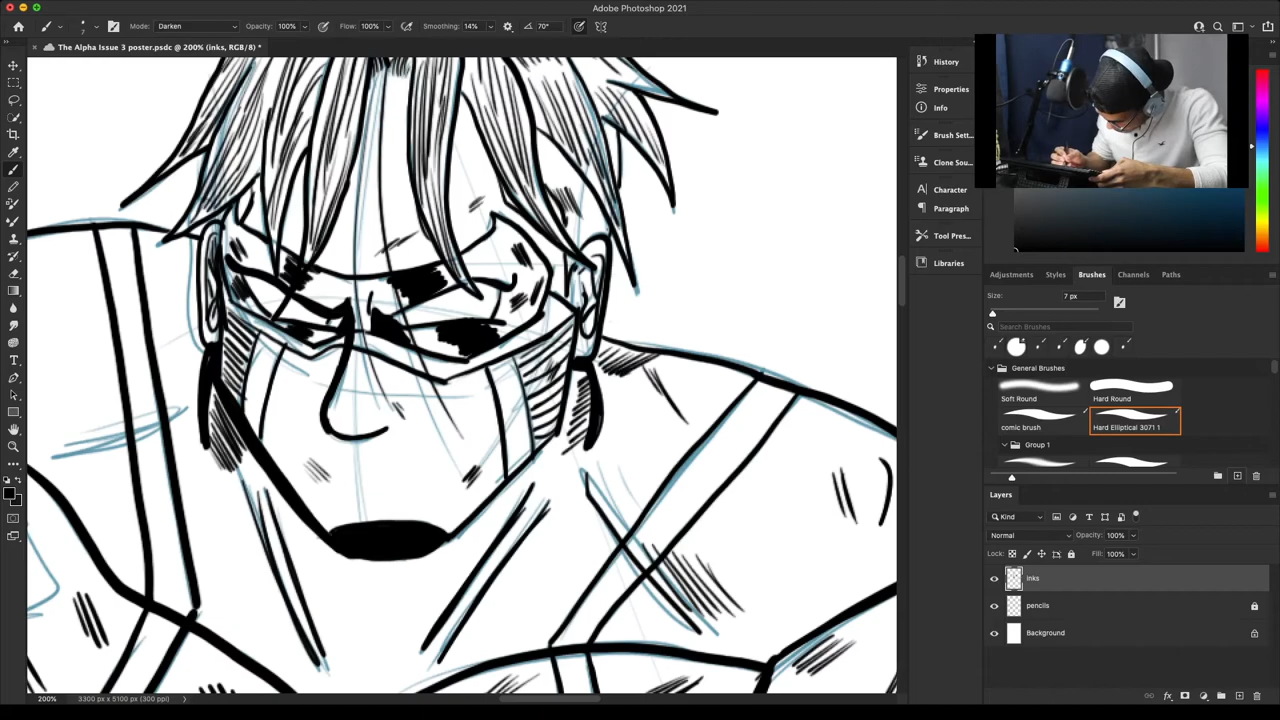 Adobe Photoshop 2021
7
Mode: Darken
Opacity: 100%
Flow: 100%
Smoothing: 14%
70°
The Alpha Issue 3 poster.psdc @ 200% (inks, RGB/8) *
History
Properties
Info
Brush Sett...
Clone Sou...
Character
Paragraph
Tool Pres...
Libraries
Adjustments Styles Brushes Channels Paths
Size: 7 px
Search Brushes
General Brushes
Soft Round
Hard Round
comic brush
Hard Elliptical 3071 1
Group 1
Layers
Kind
Normal
Opacity: 100%
Lock:
Fill: 100%
inks
pencils
Background
200%
3300 px x 5100 px (300 ppi)